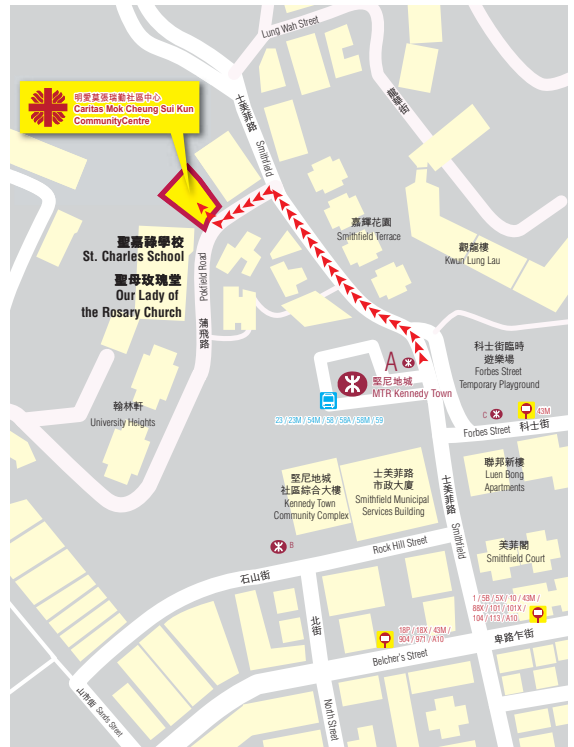 Lung Wah Street
龍華街
明愛莫張瑞勤社區中心
Caritas Mok Cheung Sui Kun
CommunityCentre
士美菲路 Smithfield
嘉輝花園
Smithfield Terrace
觀龍樓
Kwun Lung Lau
聖嘉祿學校
St. Charles School
聖母玫瑰堂
Our Lady of
the Rosary Church
Pokfield Road
蒲飛路
翰林軒
University Heights
A
堅尼地城
MTR Kennedy Town
23 / 23M / 54M / 58 / 58A / 58M / 59
科士街臨時
遊樂場
Forbes Street
Temporary Playground
C
43M
Forbes Street 科士街
堅尼地城
社區綜合大樓
Kennedy Town
Community Complex
士美菲路
市政大廈
Smithfield Municipal
Services Building
士美菲路 Smithfield
聯邦新樓
Luen Bong
Apartments
美菲閣
Smithfield Court
B
Rock Hill Street
石山街
北街
North Street
18P / 18X / 43M /
904 / 971 / A10
1 / 5B / 5X / 10 / 43M /
88X / 101 / 101X /
104 / 113 / A10
卑路乍街
Belcher's Street
山市街 Sands Street